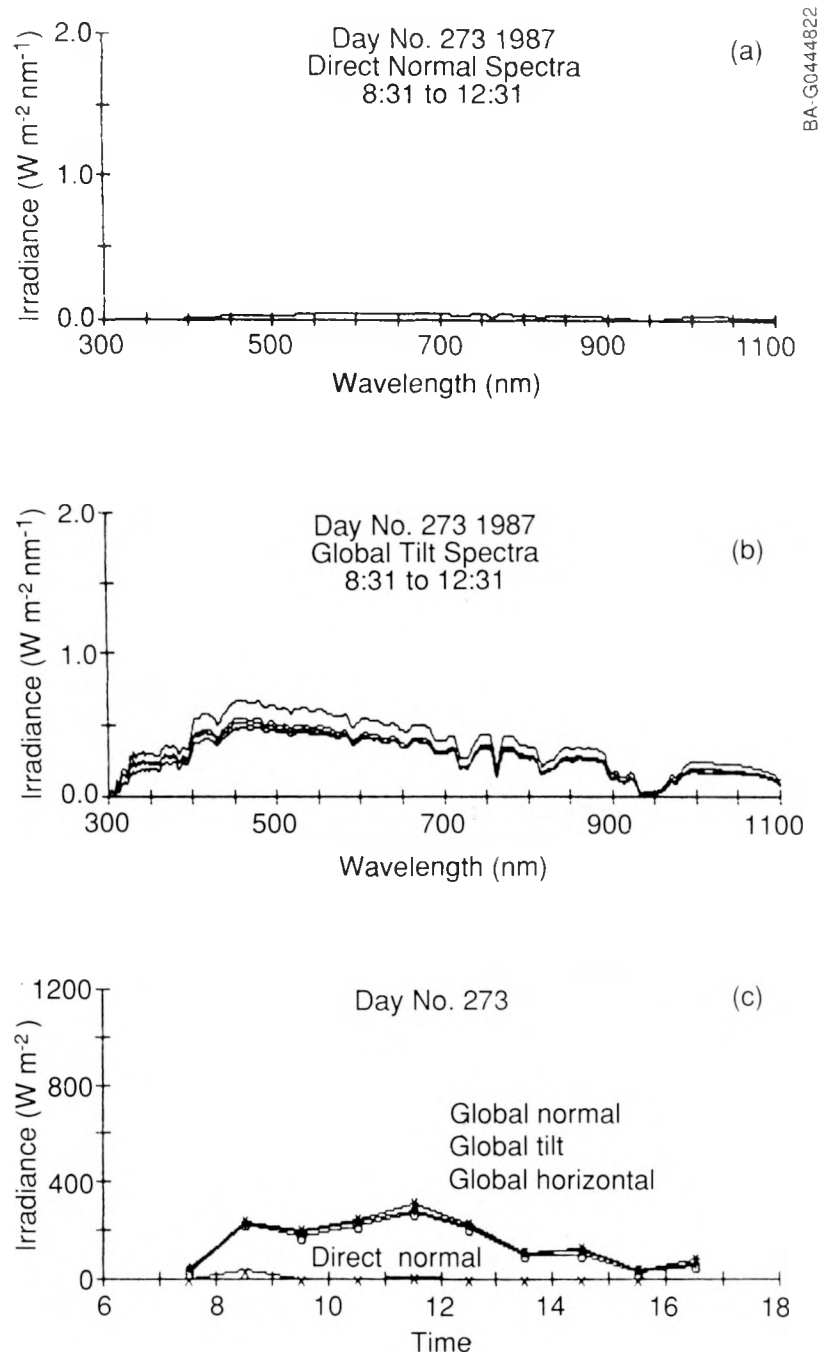 BA-G0444822
Day No. 273 1987
Direct Normal Spectra
8:31 to 12:31
(a)
Irradiance (W m-2 nm-1)
2.0
1.0
0.0
300 500 700 900 1100
Wavelength (nm)
Day No. 273 1987
Global Tilt Spectra
8:31 to 12:31
(b)
Irradiance (W m-2 nm-1)
2.0
1.0
0.0
300 500 700 900 1100
Wavelength (nm)
Day No. 273
(c)
Irradiance (W m-2)
1200
800
400
0
Global normal
Global tilt
Global horizontal
Direct normal
6 8 10 12 14 16 18
Time